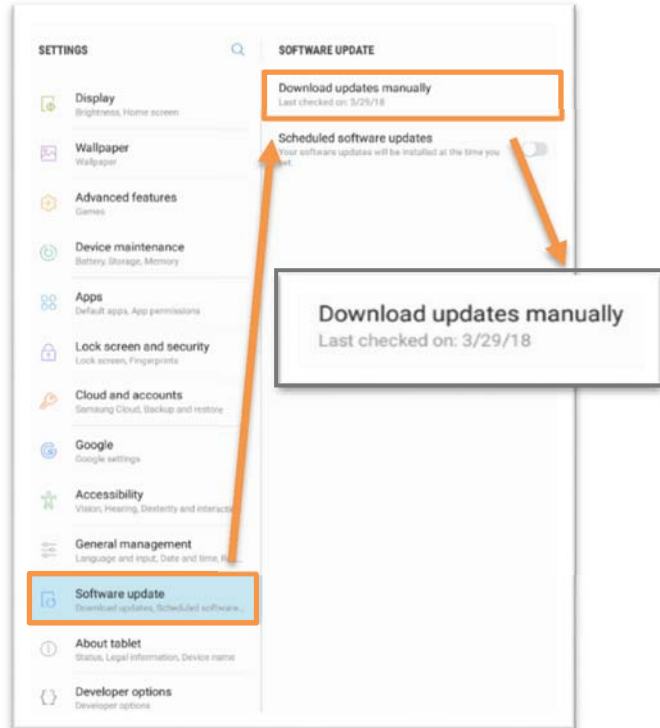 SETTINGS
Display
Brightness, Home screen
Wallpaper
Wallpaper
Advanced features
Games
Device maintenance
Battery, Storage, Memory
Apps
Default apps, App permissions
Lock screen and security
Lock screen, Fingerprints
Cloud and accounts
Samsung Cloud, Backup and restore
Google
Google settings
Accessibility
Vision, Hearing, Dexterity and
General management
Language and input, Date and time,
Software update
Download updates, Scheduled software...
About tablet
Status, Legal information, Device name
Developer options
Developer options
SOFTWARE UPDATE
Download updates manually
Last checked on: 3/29/18
Scheduled software updates
Your software updates will be installed at the time you
set.
Download updates manually
Last checked on: 3/29/18